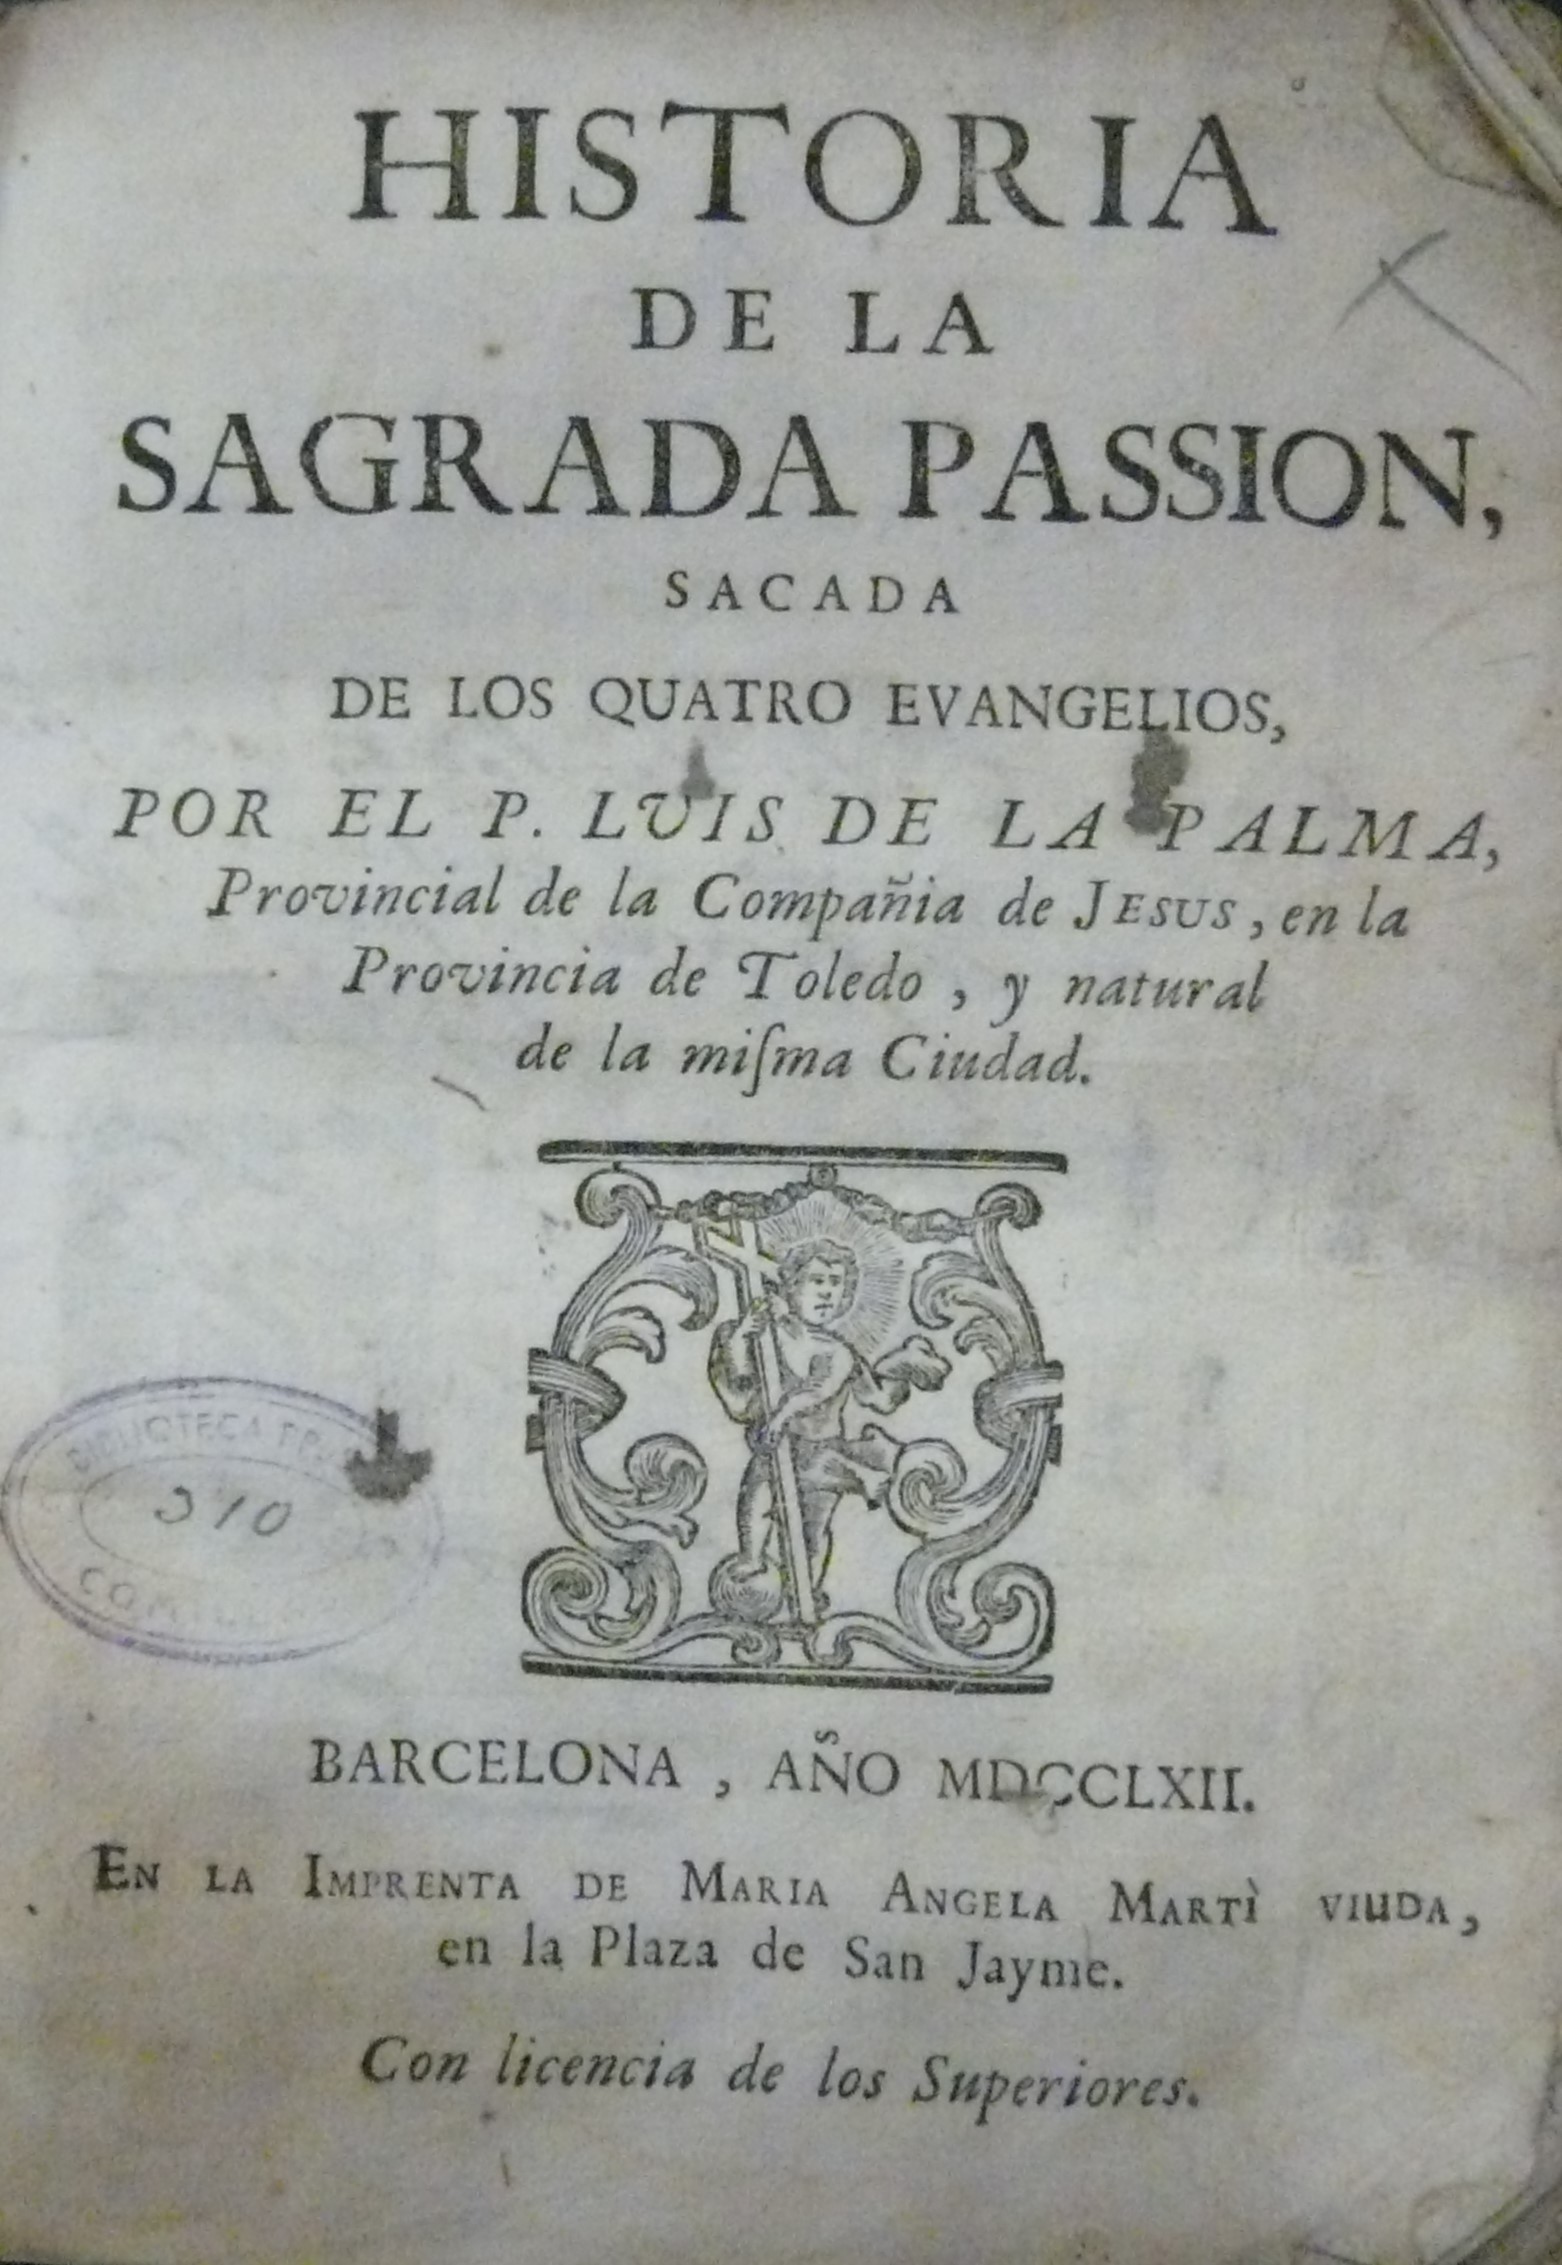 HISTORIA
DE LA
SAGRADA PASSION,
SACADA
DE LOS QUATRO EVANGELIOS,
POR EL P. LUIS DE LA PALMA,
Provincial de la Compañia de JESUS, en la
Provincia de Toledo, y natural
de la miſma Ciudad.
BIBLIOTECA
310
BARCELONA, AÑO MDCCLXII.
EN LA IMPRENTA DE MARIA ANGELA MARTÌ VIUDA,
en la Plaza de San Jayme.
Con licencia de los Superiores.